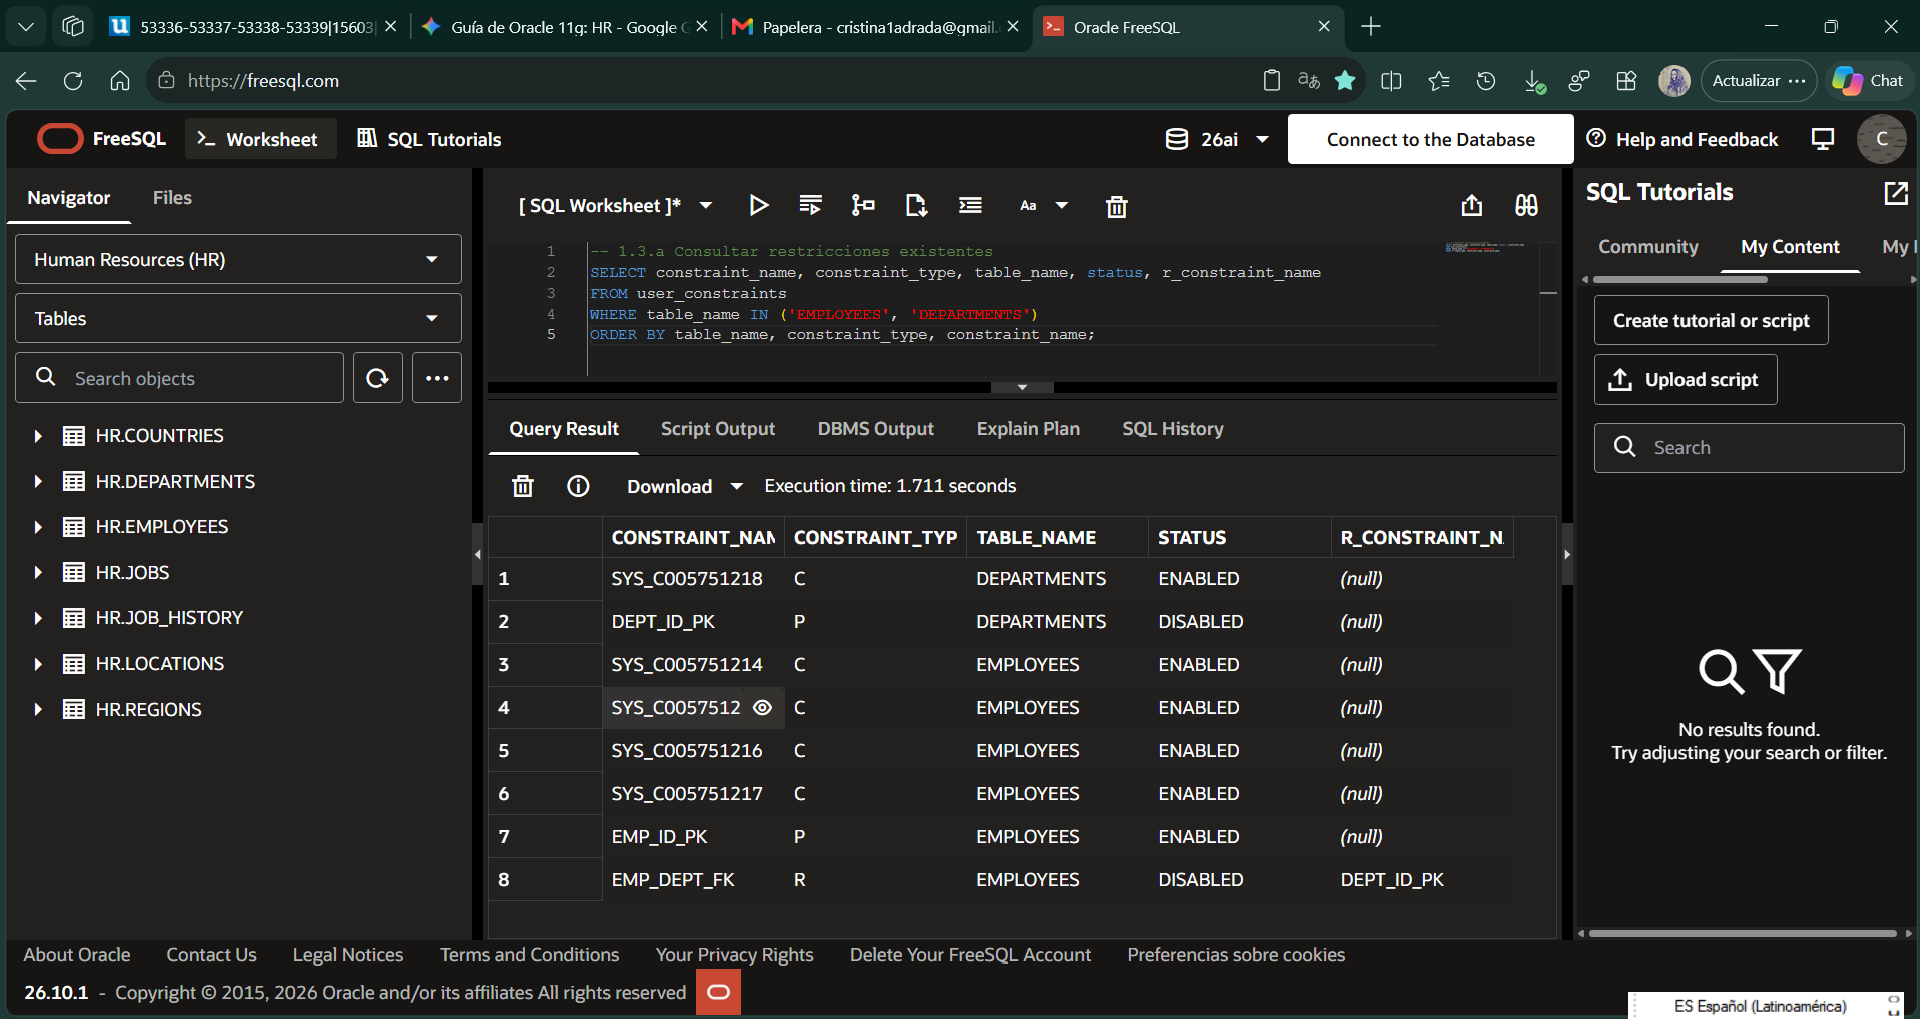 53336-53337-53338-53339|15603|
Guía de Oracle 11g: HR - Google G
Papelera - cristina1adrada@gmail.
Oracle FreeSQL
https://freesql.com
Actualizar
Chat
FreeSQL
Worksheet
SQL Tutorials
26ai
Connect to the Database
Help and Feedback
C
Navigator
Files
Human Resources (HR)
Tables
Search objects
HR.COUNTRIES
HR.DEPARTMENTS
HR.EMPLOYEES
HR.JOBS
HR.JOB_HISTORY
HR.LOCATIONS
HR.REGIONS
[ SQL Worksheet ]*
Aa
1 -- 1.3.a Consultar restricciones existentes
2 SELECT constraint_name, constraint_type, table_name, status, r_constraint_name
3 FROM user_constraints
4 WHERE table_name IN ('EMPLOYEES', 'DEPARTMENTS')
5 ORDER BY table_name, constraint_type, constraint_name;
Query Result
Script Output
DBMS Output
Explain Plan
SQL History
Download
Execution time: 1.711 seconds
CONSTRAINT_NAM CONSTRAINT_TYP TABLE_NAME STATUS R_CONSTRAINT_N.
1 SYS_C005751218 C DEPARTMENTS ENABLED (null)
2 DEPT_ID_PK P DEPARTMENTS DISABLED (null)
3 SYS_C005751214 C EMPLOYEES ENABLED (null)
4 SYS_C0057512 C EMPLOYEES ENABLED (null)
5 SYS_C005751216 C EMPLOYEES ENABLED (null)
6 SYS_C005751217 C EMPLOYEES ENABLED (null)
7 EMP_ID_PK P EMPLOYEES ENABLED (null)
8 EMP_DEPT_FK R EMPLOYEES DISABLED DEPT_ID_PK
SQL Tutorials
Community
My Content
My
Create tutorial or script
Upload script
Search
No results found.
Try adjusting your search or filter.
About Oracle
Contact Us
Legal Notices
Terms and Conditions
Your Privacy Rights
Delete Your FreeSQL Account
Preferencias sobre cookies
26.10.1 - Copyright © 2015, 2026 Oracle and/or its affiliates All rights reserved
ES Español (Latinoamérica)